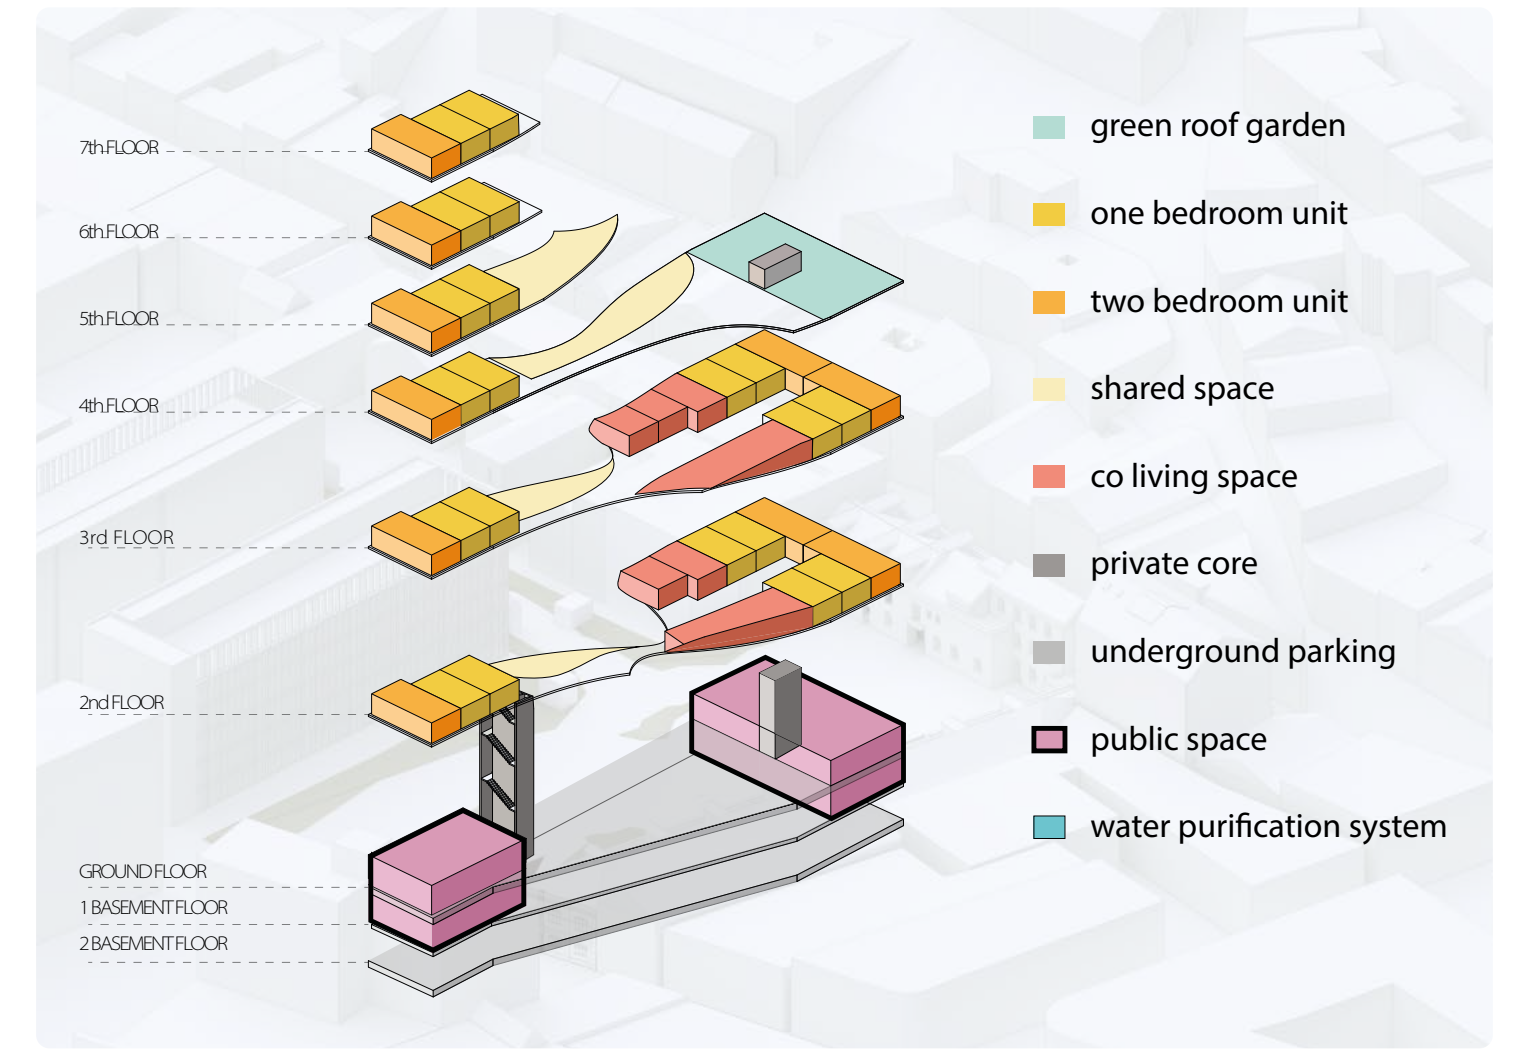 7th FLOOR
6th FLOOR
5th FLOOR
4th FLOOR
3rd FLOOR
2nd FLOOR
GROUND FLOOR
1 BASEMENT FLOOR
2 BASEMENT FLOOR
green roof garden
one bedroom unit
two bedroom unit
shared space
co living space
private core
underground parking
public space
water purification system